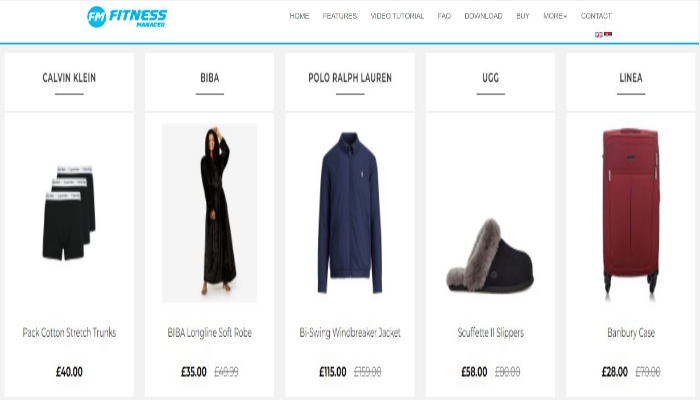 FM FITNESS
MANAGER
HOME FEATURES VIDEO TUTORIAL FAQ DOWNLOAD BUY MORE CONTACT
CALVIN KLEIN
BIBA
POLO RALPH LAUREN
UGG
LINEA
Pack Cotton Stretch Trunks
BIBA Longline Soft Robe
Bi-Swing Windbreaker Jacket
Scuffette II Slippers
Banbury Case
£40.00
£35.00 £49.99
£115.00 £159.00
£58.00 £80.00
£28.00 £70.00